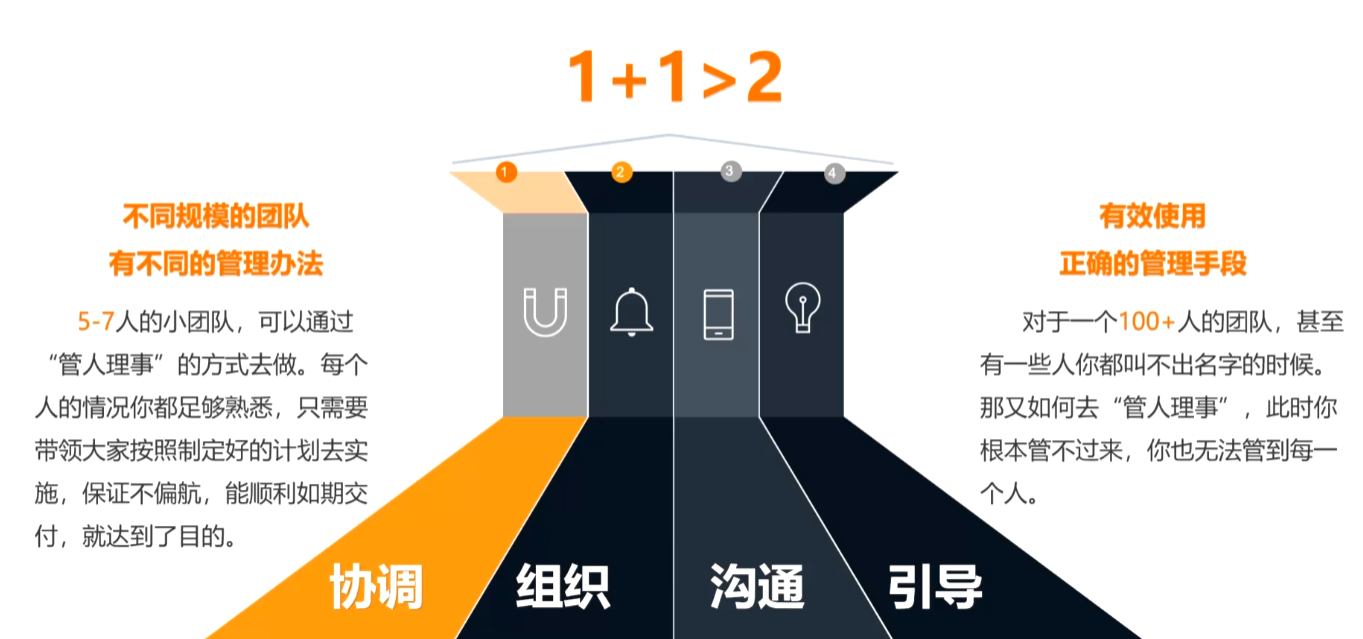 1+1>2
1
2
3
4
不同规模的团队
有不同的管理办法
5-7人的小团队，可以通过
“管人理事”的方式去做。每个
人的情况你都足够熟悉，只需要
带领大家按照制定好的计划去实
施，保证不偏航，能顺利如期交
付，就达到了目的。
有效使用
正确的管理手段
对于一个100+人的团队，甚至
有一些人你都叫不出名字的时候。
那又如何去“管人理事”，此时你
根本管不过来，你也无法管到每一
个人。
协调
组织
沟通
引导